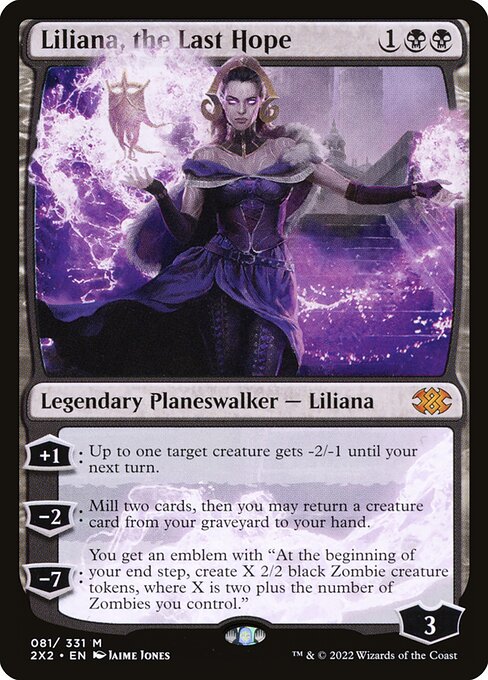 Liliana, the Last Hope 1
Legendary Planeswalker — Liliana
+1 : Up to one target creature gets -2/-1 until your
next turn.
−2 : Mill two cards, then you may return a creature
card from your graveyard to your hand.
−7 : You get an emblem with “At the beginning of
your end step, create X 2/2 black Zombie creature
tokens, where X is two plus the number of
Zombies you control.”
3
081/ 331 M
2X2 • EN Jaime Jones ™ & © 2022 Wizards of the Coast